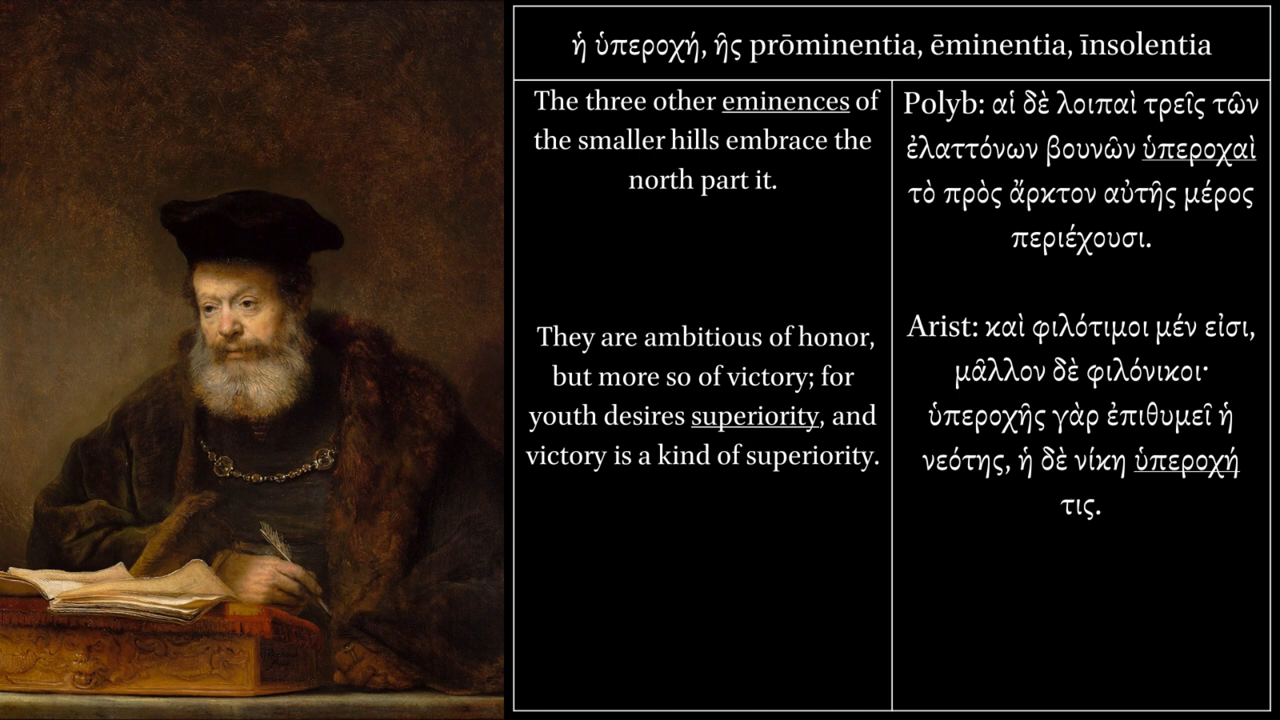 ἡ ὑπεροχή, ῆς prōminentia, ēminentia, īnsolentia
The three other eminences of
the smaller hills embrace the
north part it.
They are ambitious of honor,
but more so of victory; for
youth desires superiority, and
victory is a kind of superiority.
Polyb: αἱ δὲ λοιπαὶ τρεῖς τῶν
ἐλαττόνων βουνῶν ὑπεροχαὶ
τὸ πρὸς ἄρκτον αὐτῆς μέρος
περιέχουσι.
Arist: καὶ φιλότιμοι μέν εἰσι,
μᾶλλον δὲ φιλόνικοι·
ὑπεροχῆς γὰρ ἐπιθυμεῖ ἡ
νεότης, ἡ δὲ νίκη ὑπεροχή
τις.